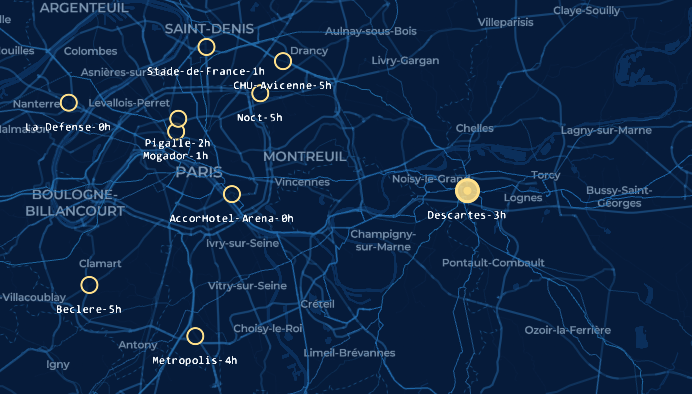 ARGENTEUIL
Claye-Souilly
Villeparisis
SAINT-DENIS
Aulnay-sous-Bois
Colombes
Drancy
Livry-Gargan
Asnières-sur
Stade-de-France-1h
CHU-Avicenne-5h
Nanterre
Levallois-Perret
Noct-5h
La-Defense-0h
Chelles
Lagny-sur-Marne
Pigalle-2h
Mogador-1h
MONTREUIL
PARIS
Vincennes
Noisy-le-Grand
Torcy
BOULOGNE-
BILLANCOURT
Lognes
Bussy-Saint-
Georges
AccorHotel-Arena-0h
Descartes-3h
Ivry-sur-Seine
Champigny-
sur-Marne
Clamart
Pontault-Combault
Vitry-sur-Seine
-Villacoublay
Beclere-5h
Créteil
Choisy-le-Roi
Ozoir-la-Ferrière
Antony
Limeil-Brévannes
Metropolis-4h
Igny